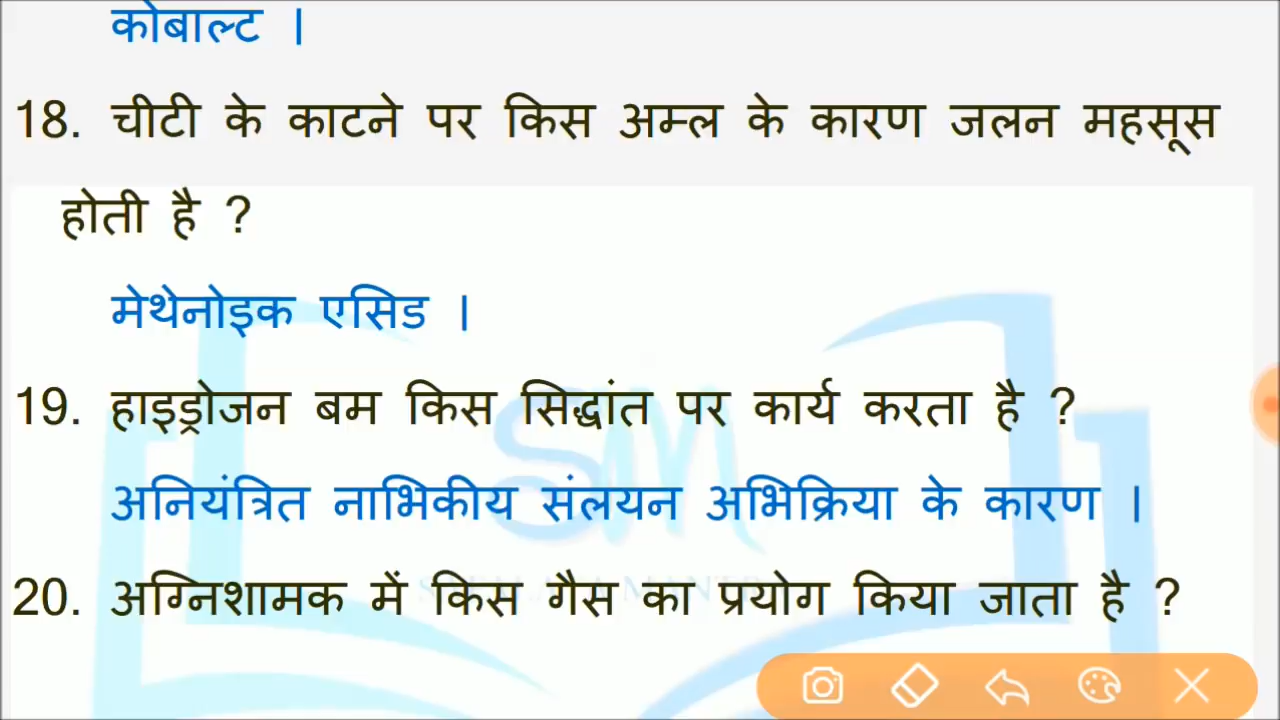 कोबाल्ट ।
18. चीटी के काटने पर किस अम्ल के कारण जलन महसूस
होती है ?
मेथेनोइक एसिड ।
19. हाइड्रोजन बम किस सिद्धांत पर कार्य करता है ?
अनियंत्रित नाभिकीय संलयन अभिक्रिया के कारण ।
20. अग्निशामक में किस गैस का प्रयोग किया जाता है ?